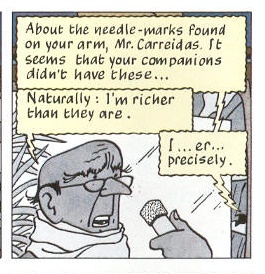 About the needle-marks found
on your arm, Mr. Carreidas. It
seems that your companions
didn't have these...
Naturally: I'm richer
than they are.
I...er...
precisely.